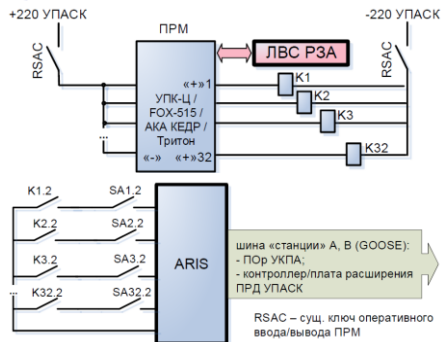 +220 УПАСК
-220 УПАСК
ПРМ
RSAC
RSAC
ЛВС РЗА
«+»1
K1
УПК-Ц /
FOX-515 /
АКА КЕДР /
Тритон
K2
K3
...
«-»
«+»32
K32
K1.2
SA1.2
K2.2
SA2.2
K3.2
SA3.2
...
K32.2
SA32.2
ARIS
шина «станции» А, В (GOOSE):
- ПОр УКПА;
- контроллер/плата расширения
ПРД УПАСК
RSAC – сущ. ключ оперативного
ввода/вывода ПРМ